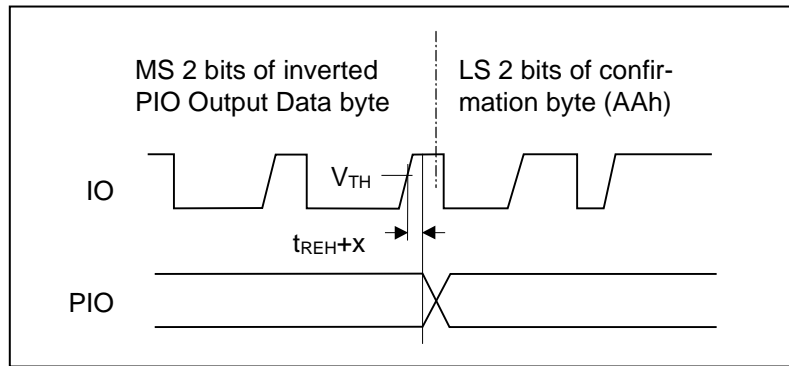 MS 2 bits of inverted
PIO Output Data byte
LS 2 bits of confir-
mation byte (AAh)
IO
VTH
tREH+x
PIO